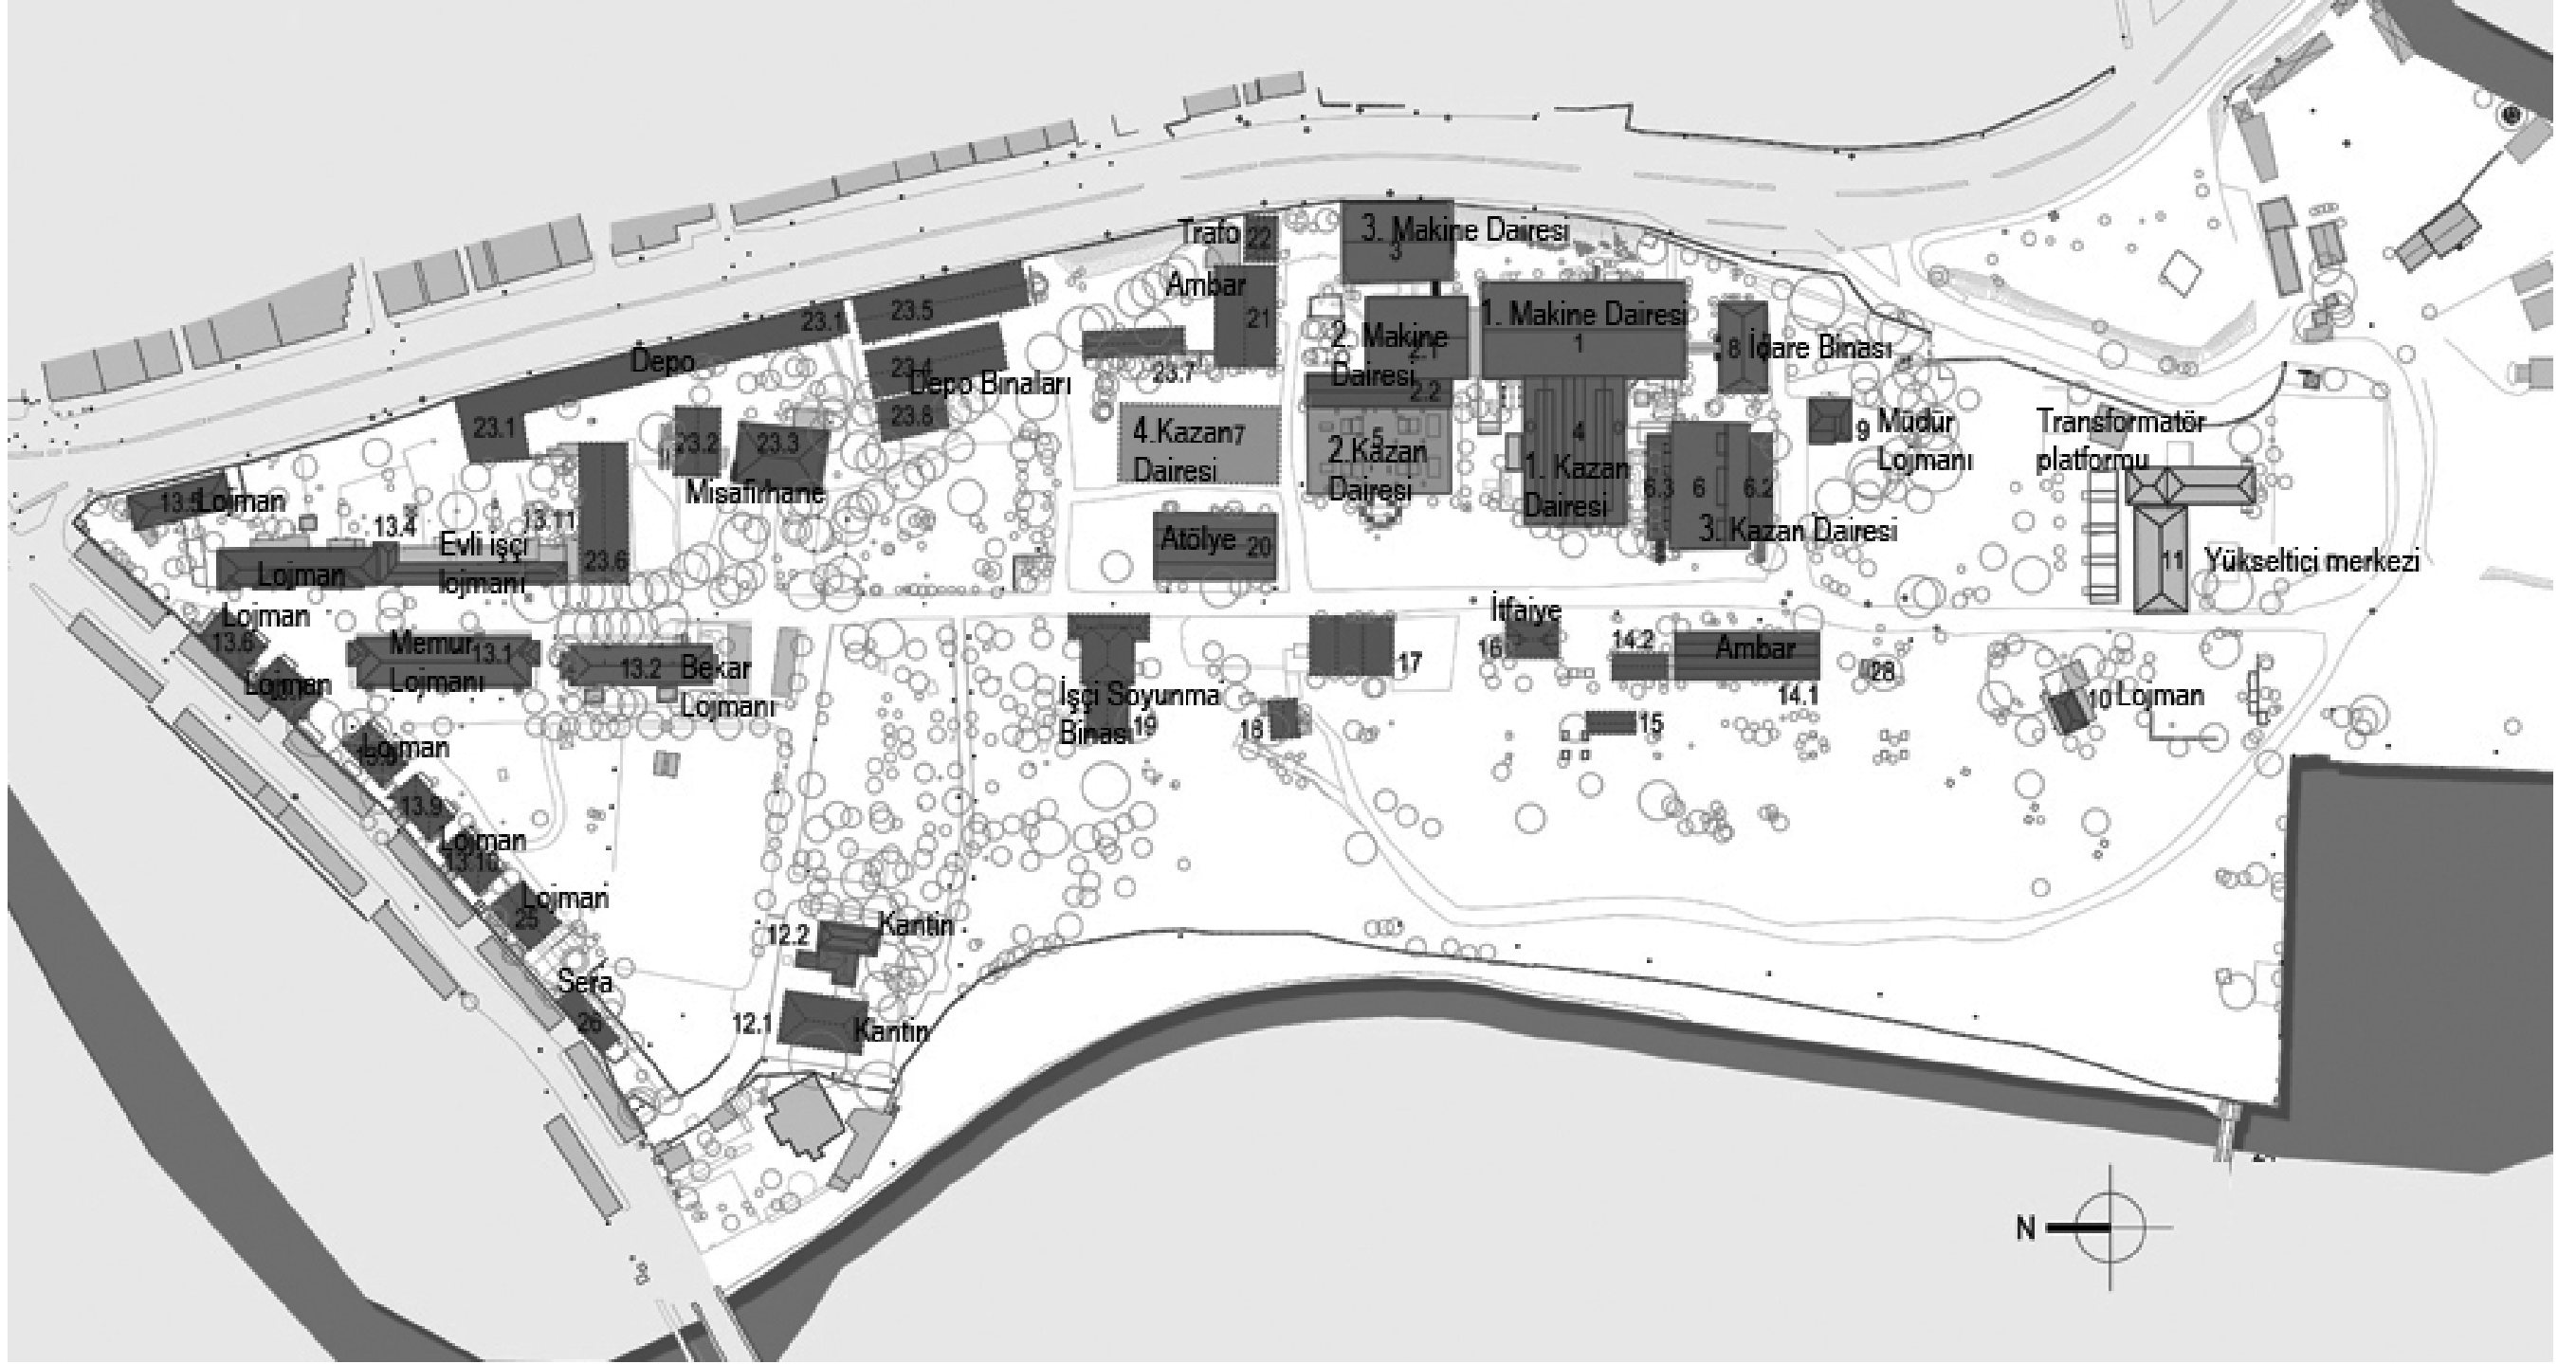 Trafo 22
3. Makine Dairesi
3
Ambar
21
23.5
23.1
1. Makine Dairesi
1
2. Makine
2.1
Dairesi
2.2
8 İdare Binası
Depo
23.4
Depo Binaları
23.7
23.8
23.1
23.2
23.3
4.Kazan7
Dairesi
5
2.Kazan
Dairesi
4
1. Kazan
Dairesi
9 Müdür
Lojmanı
Transformatör
platformu
Misafirhane
6.3
6
6.2
3. Kazan Dairesi
13.5
Lojman
13.4
13.11
Evli işçi
lojmanı
23.6
Atölye 20
11
Yükseltici merkezi
Lojman
Lojman
13.6
Memur
13.1
Lojmanı
13.2
Bekar
Lojmanı
İtfaiye
16
14.2
Ambar
14.1
17
28
10 Lojman
Lojman
İşçi Soyunma
Binası 19
18
15
Lojman
13.9
Lojman
13.10
Lojman
25
12.2
Kantin
Sera
26
12.1
Kantin
N